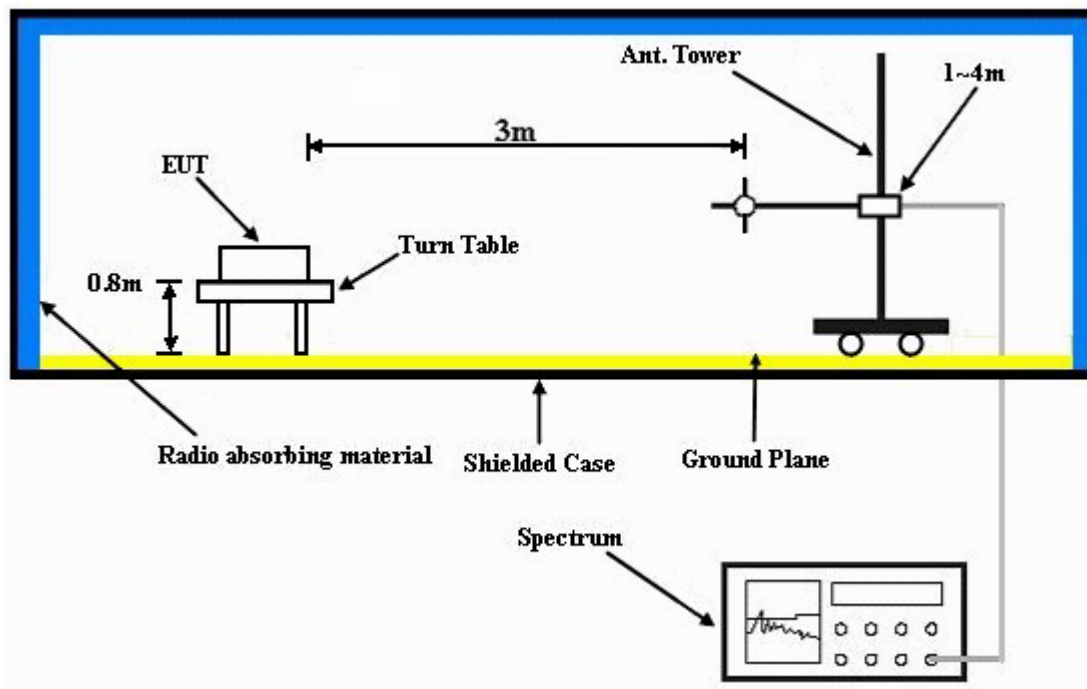 Ant. Tower
1~4m
3m
EUT
Turn Table
0.8m
Radio absorbing material
Shielded Case
Ground Plane
Spectrum